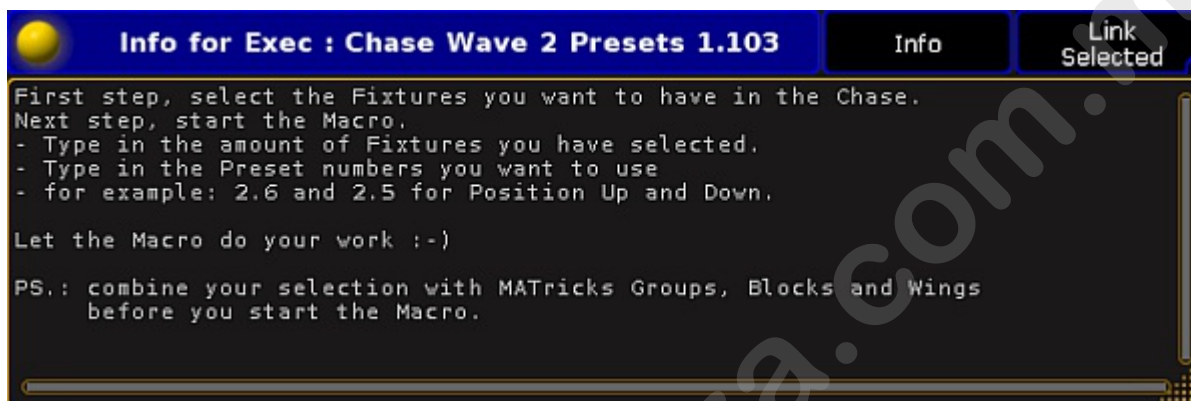 Info for Exec : Chase Wave 2 Presets 1.103
Info
Link
Selected
First step, select the Fixtures you want to have in the Chase.
Next step, start the Macro.
- Type in the amount of Fixtures you have selected.
- Type in the Preset numbers you want to use
- for example: 2.6 and 2.5 for Position Up and Down.
Let the Macro do your work :-)
PS.: combine your selection with MATricks Groups, Blocks and Wings
before you start the Macro.